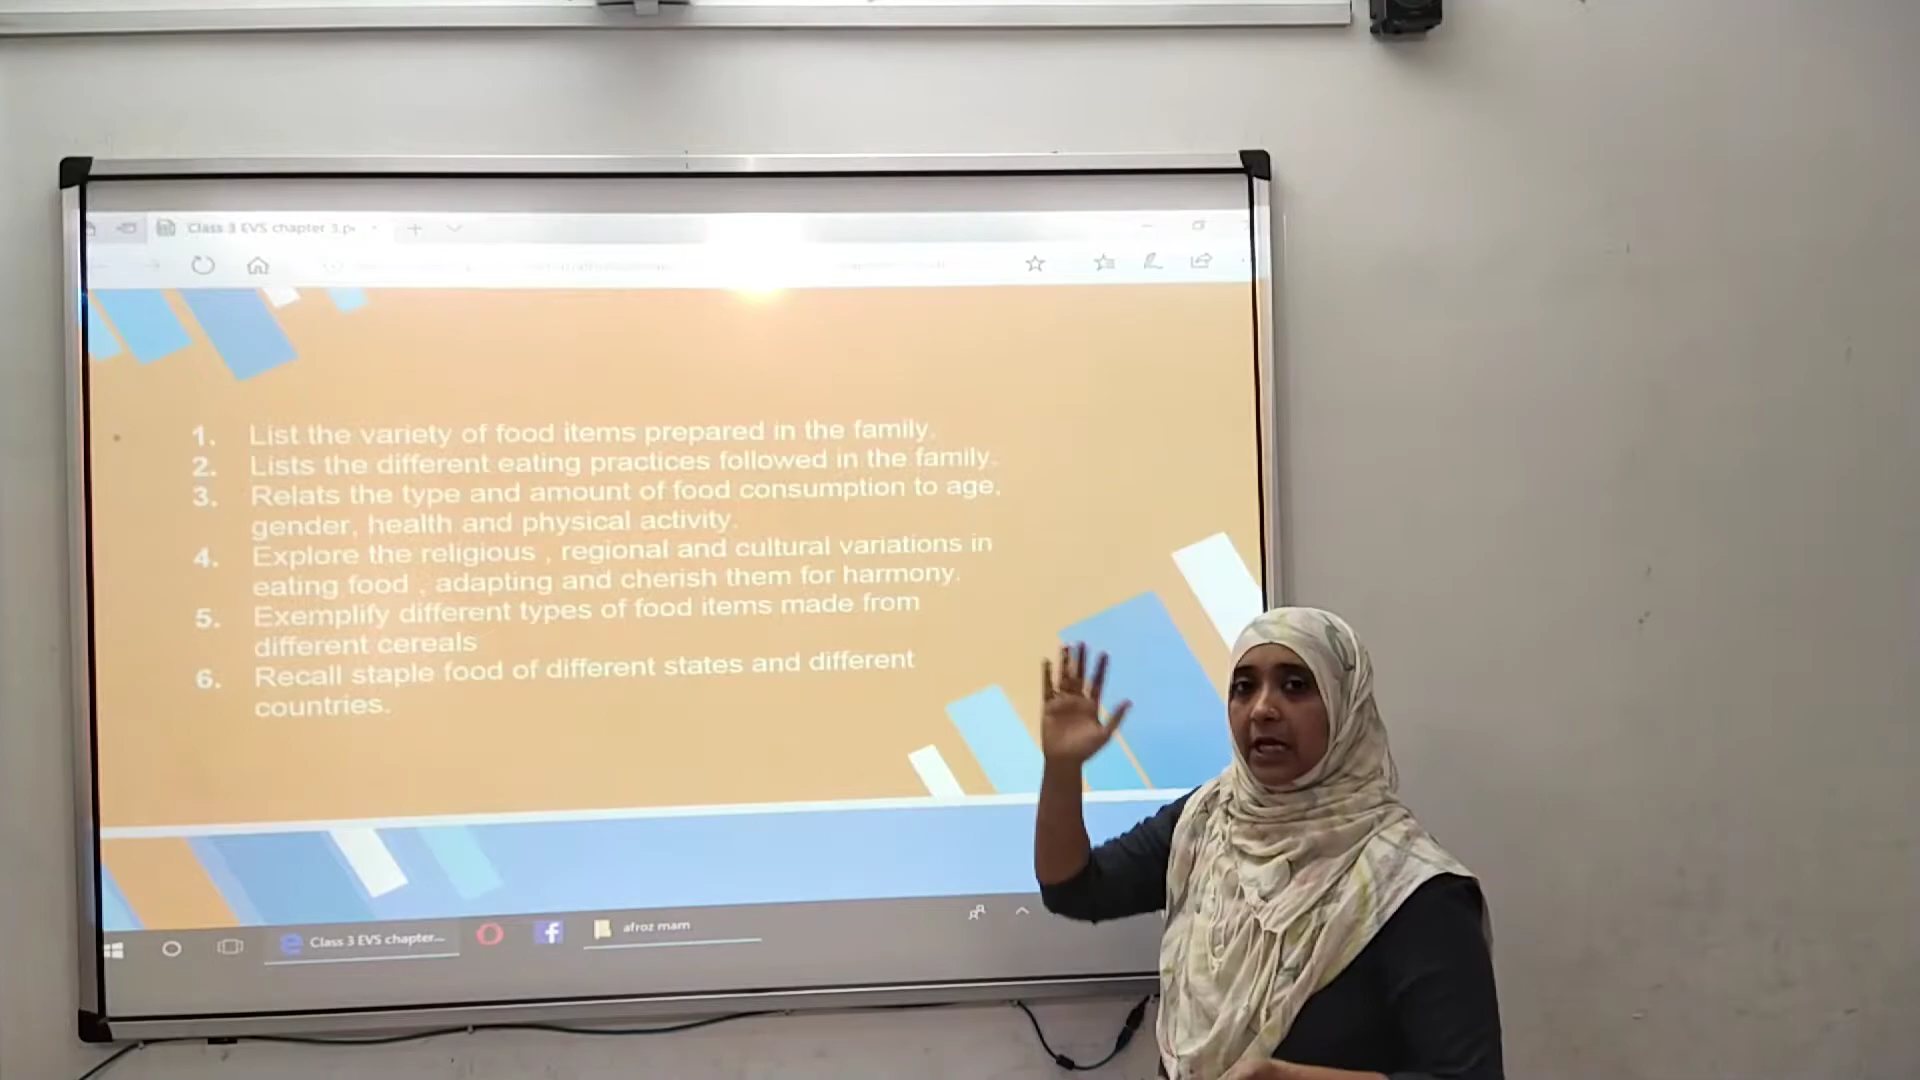 Class 3 EVS chapter 3.p
1. List the variety of food items prepared in the family.
2. Lists the different eating practices followed in the family.
3. Relats the type and amount of food consumption to age,
gender, health and physical activity.
4. Explore the religious , regional and cultural variations in
eating food , adapting and cherish them for harmony.
5. Exemplify different types of food items made from
different cereals
6. Recall staple food of different states and different
countries.
Class 3 EVS chapter...
afroz mam